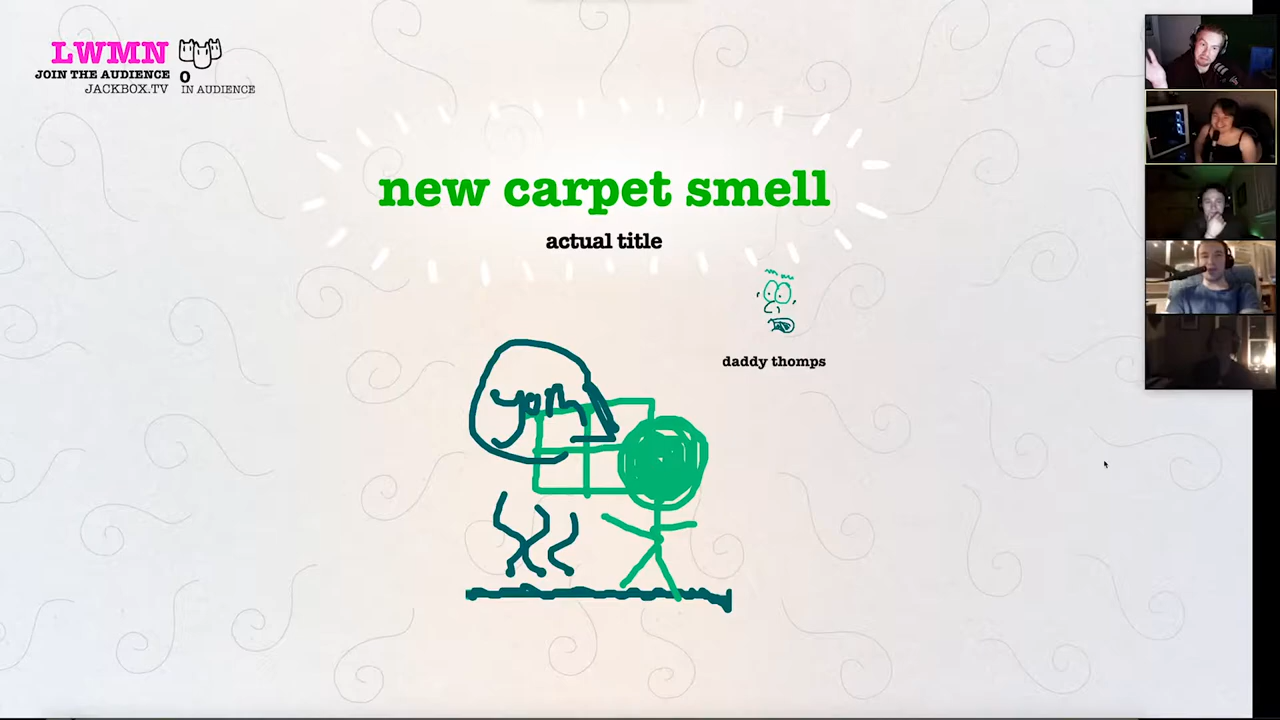 LWMN
JOIN THE AUDIENCE
JACKBOX.TV
0
IN AUDIENCE
new carpet smell
actual title
daddy thomps